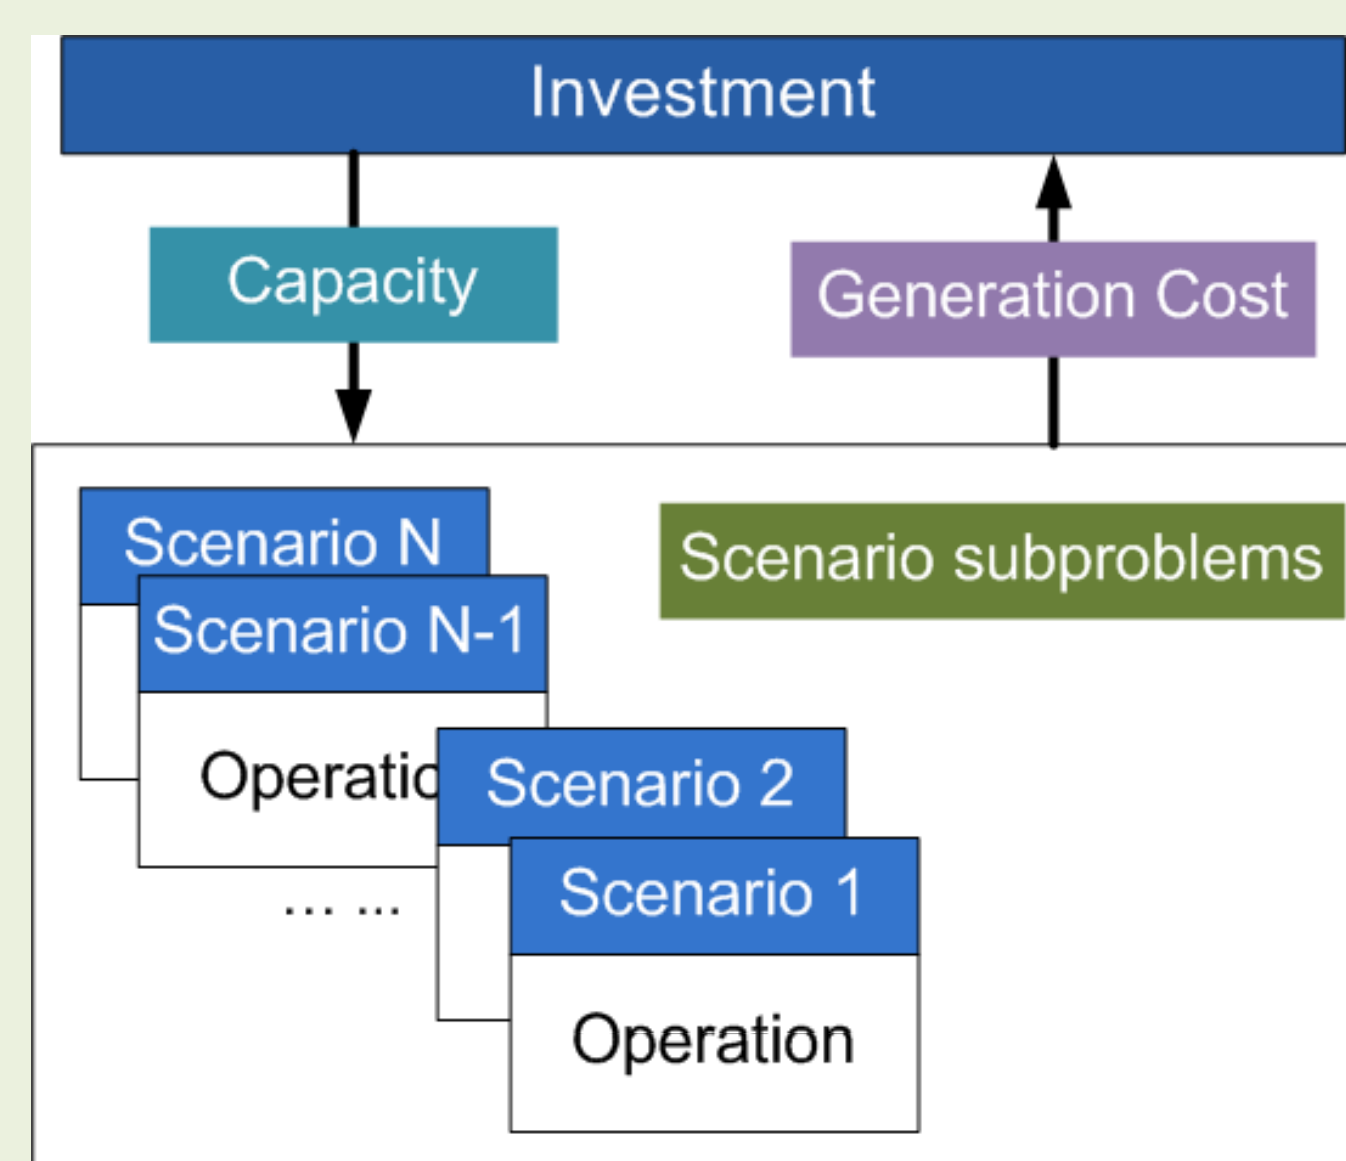 Investment
Capacity
Generation Cost
Scenario N
Scenario subproblems
Scenario N-1
Operatio
Scenario 2
... ...
Scenario 1
Operation